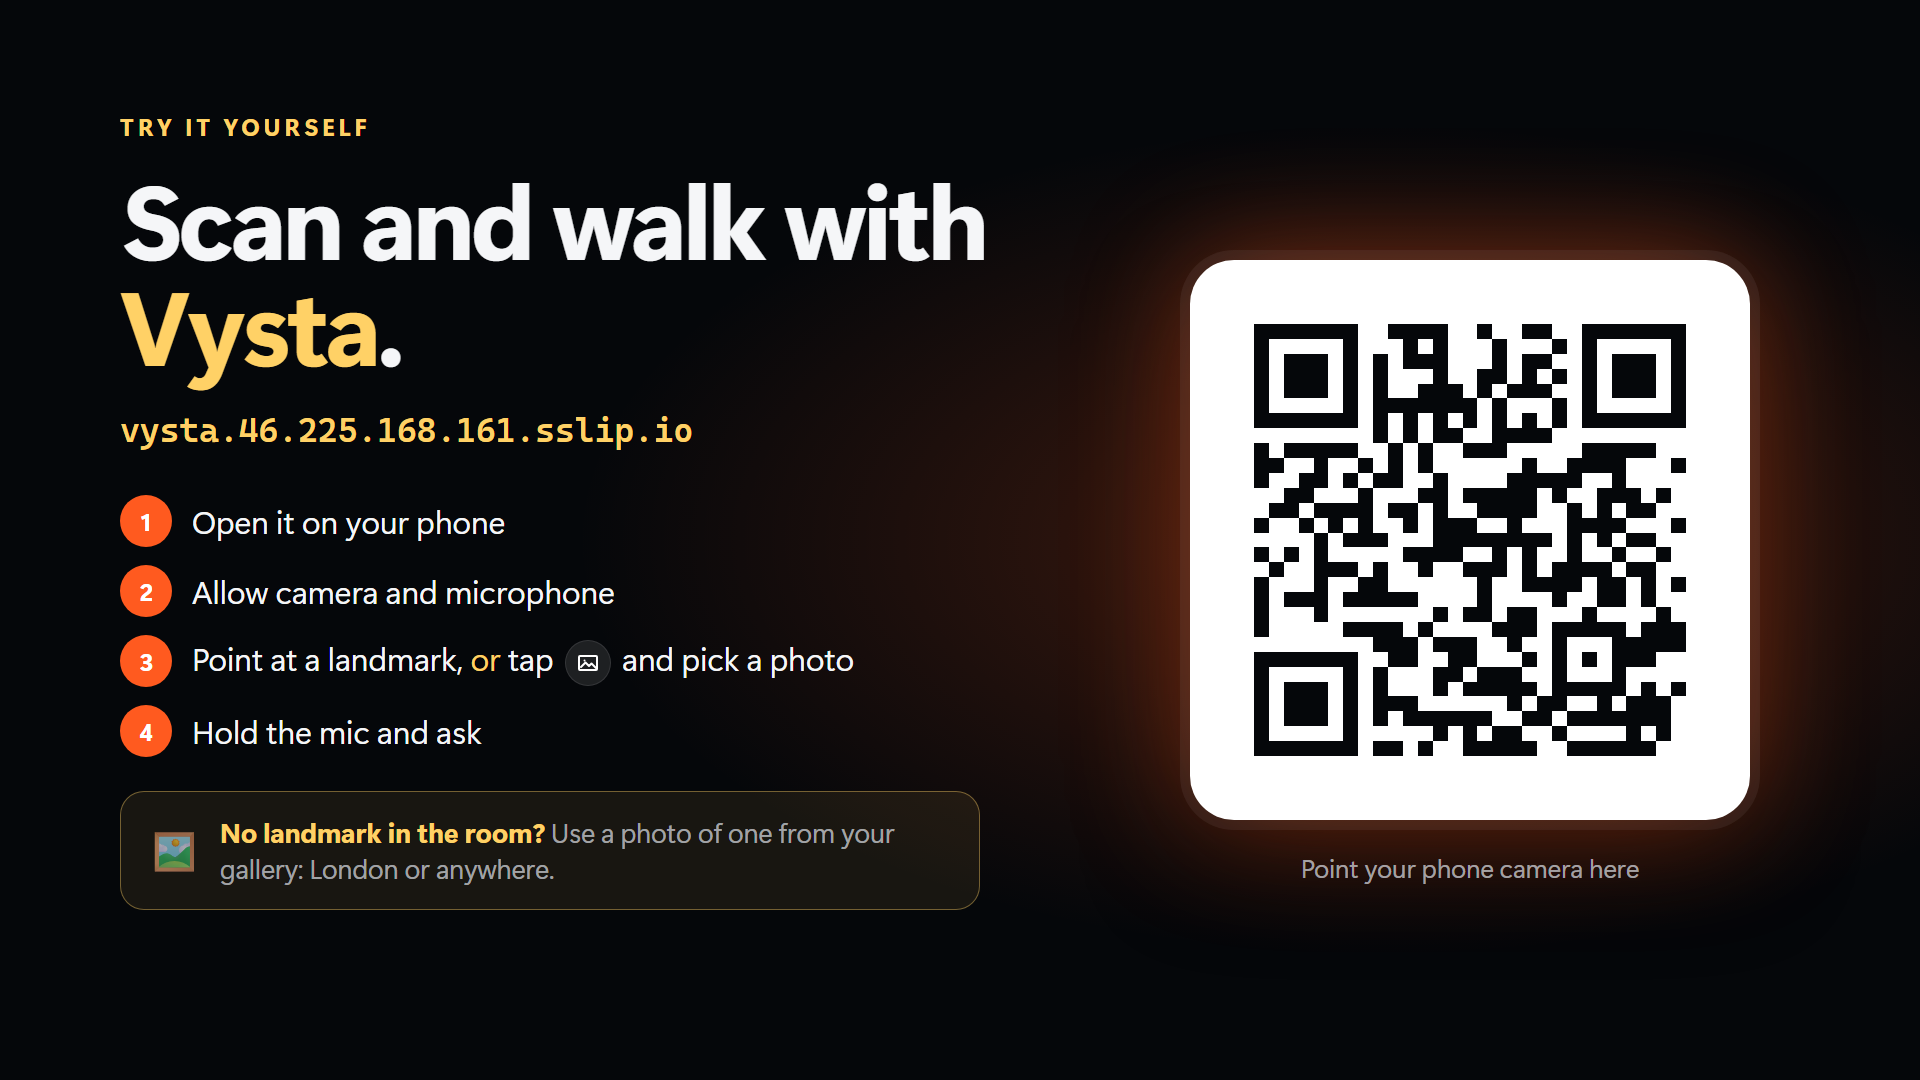 TRY IT YOURSELF
Scan and walk with
Vysta.
vysta.46.225.168.161.sslip.io
1 Open it on your phone
2 Allow camera and microphone
3 Point at a landmark, or tap and pick a photo
4 Hold the mic and ask
No landmark in the room? Use a photo of one from your
gallery: London or anywhere.
Point your phone camera here